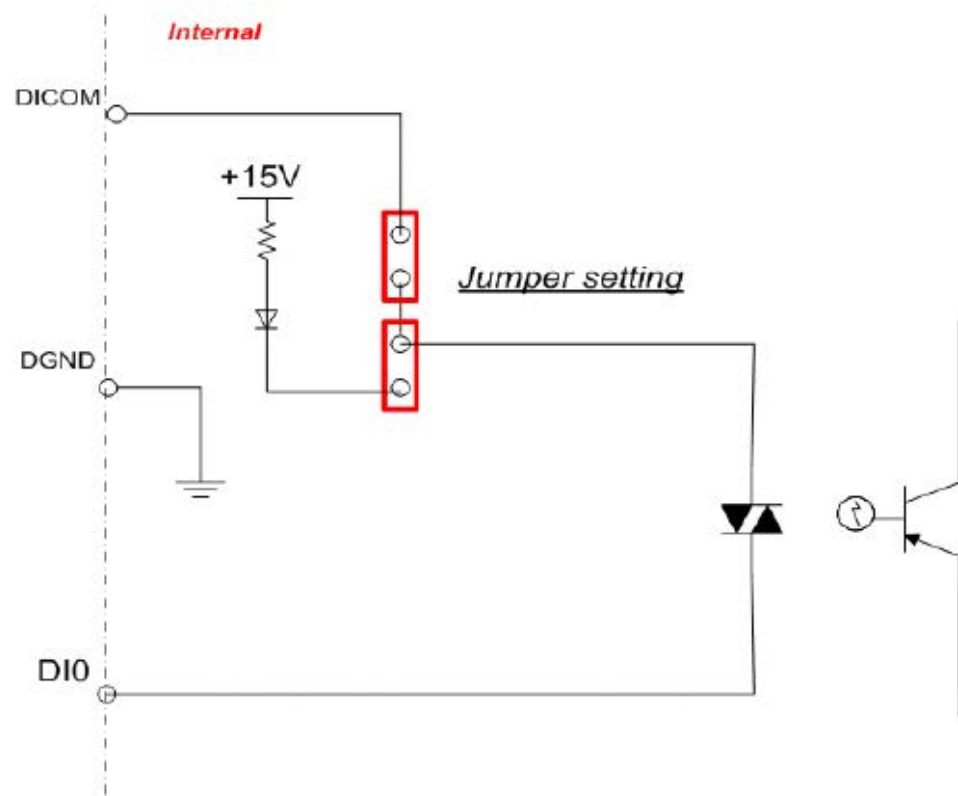 Internal
DICOM
+15V
Jumper setting
DGND
DI0